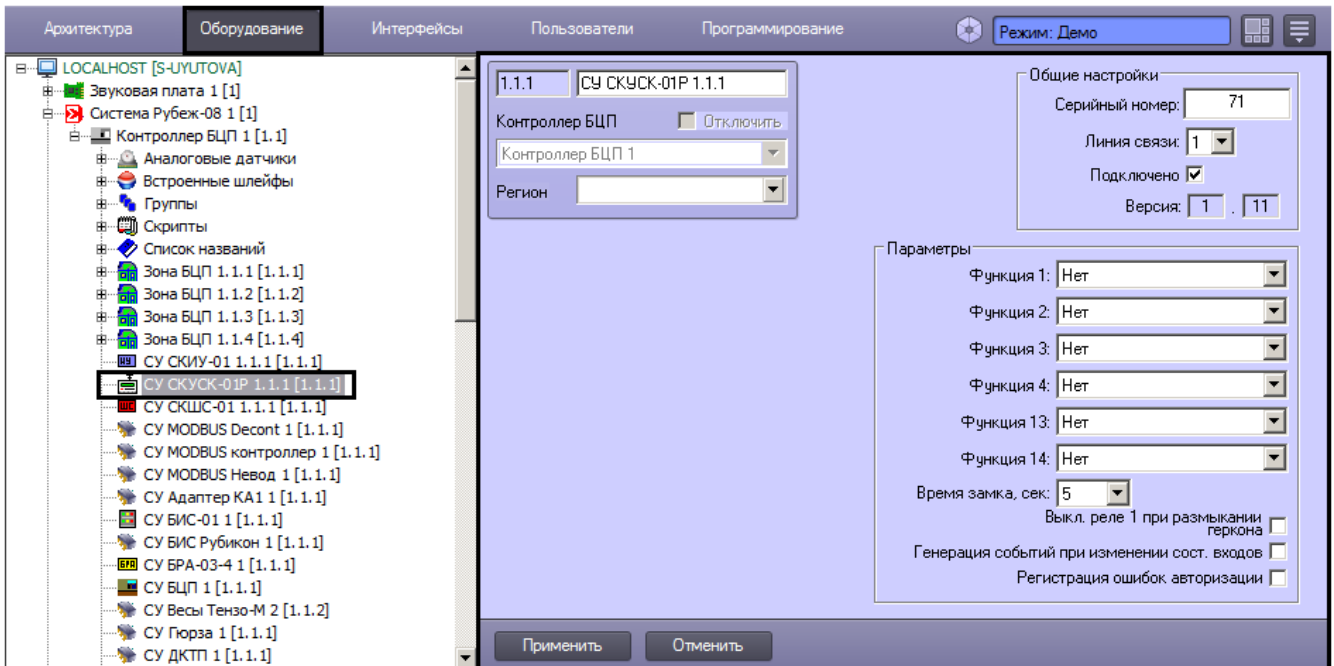 Архитектура Оборудование Интерфейсы Пользователи Программирование Режим: Демо
LOCALHOST [S-UYUTOVA]
Звуковая плата 1 [1]
Система Рубеж-08 1 [1]
Контроллер БЦП 1 [1.1]
Аналоговые датчики
Встроенные шлейфы
Группы
Скрипты
Список названий
Зона БЦП 1.1.1 [1.1.1]
Зона БЦП 1.1.2 [1.1.2]
Зона БЦП 1.1.3 [1.1.3]
Зона БЦП 1.1.4 [1.1.4]
СУ СКИУ-01 1.1.1 [1.1.1]
СУ СКУСК-01Р 1.1.1 [1.1.1]
СУ СКШС-01 1.1.1 [1.1.1]
СУ MODBUS Decont 1 [1.1.1]
СУ MODBUS контроллер 1 [1.1.1]
СУ MODBUS Невод 1 [1.1.1]
СУ Адаптер КА1 1 [1.1.1]
СУ БИС-01 1 [1.1.1]
СУ БИС Рубикон 1 [1.1.1]
СУ БРА-03-4 1 [1.1.1]
СУ БЦП 1 [1.1.1]
СУ Весы Тензо-М 2 [1.1.2]
СУ Гюрза 1 [1.1.1]
СУ ДКТП 1 [1.1.1]
1.1.1 СУ СКУСК-01Р 1.1.1
Контроллер БЦП Отключить
Контроллер БЦП 1
Регион
Общие настройки
Серийный номер: 71
Линия связи: 1
Подключено
Версия: 1 . 11
Параметры
Функция 1: Нет
Функция 2: Нет
Функция 3: Нет
Функция 4: Нет
Функция 13: Нет
Функция 14: Нет
Время замка, сек: 5
Выкл. реле 1 при размыкании
геркона
Генерация событий при изменении сост. входов
Регистрация ошибок авторизации
Применить Отменить